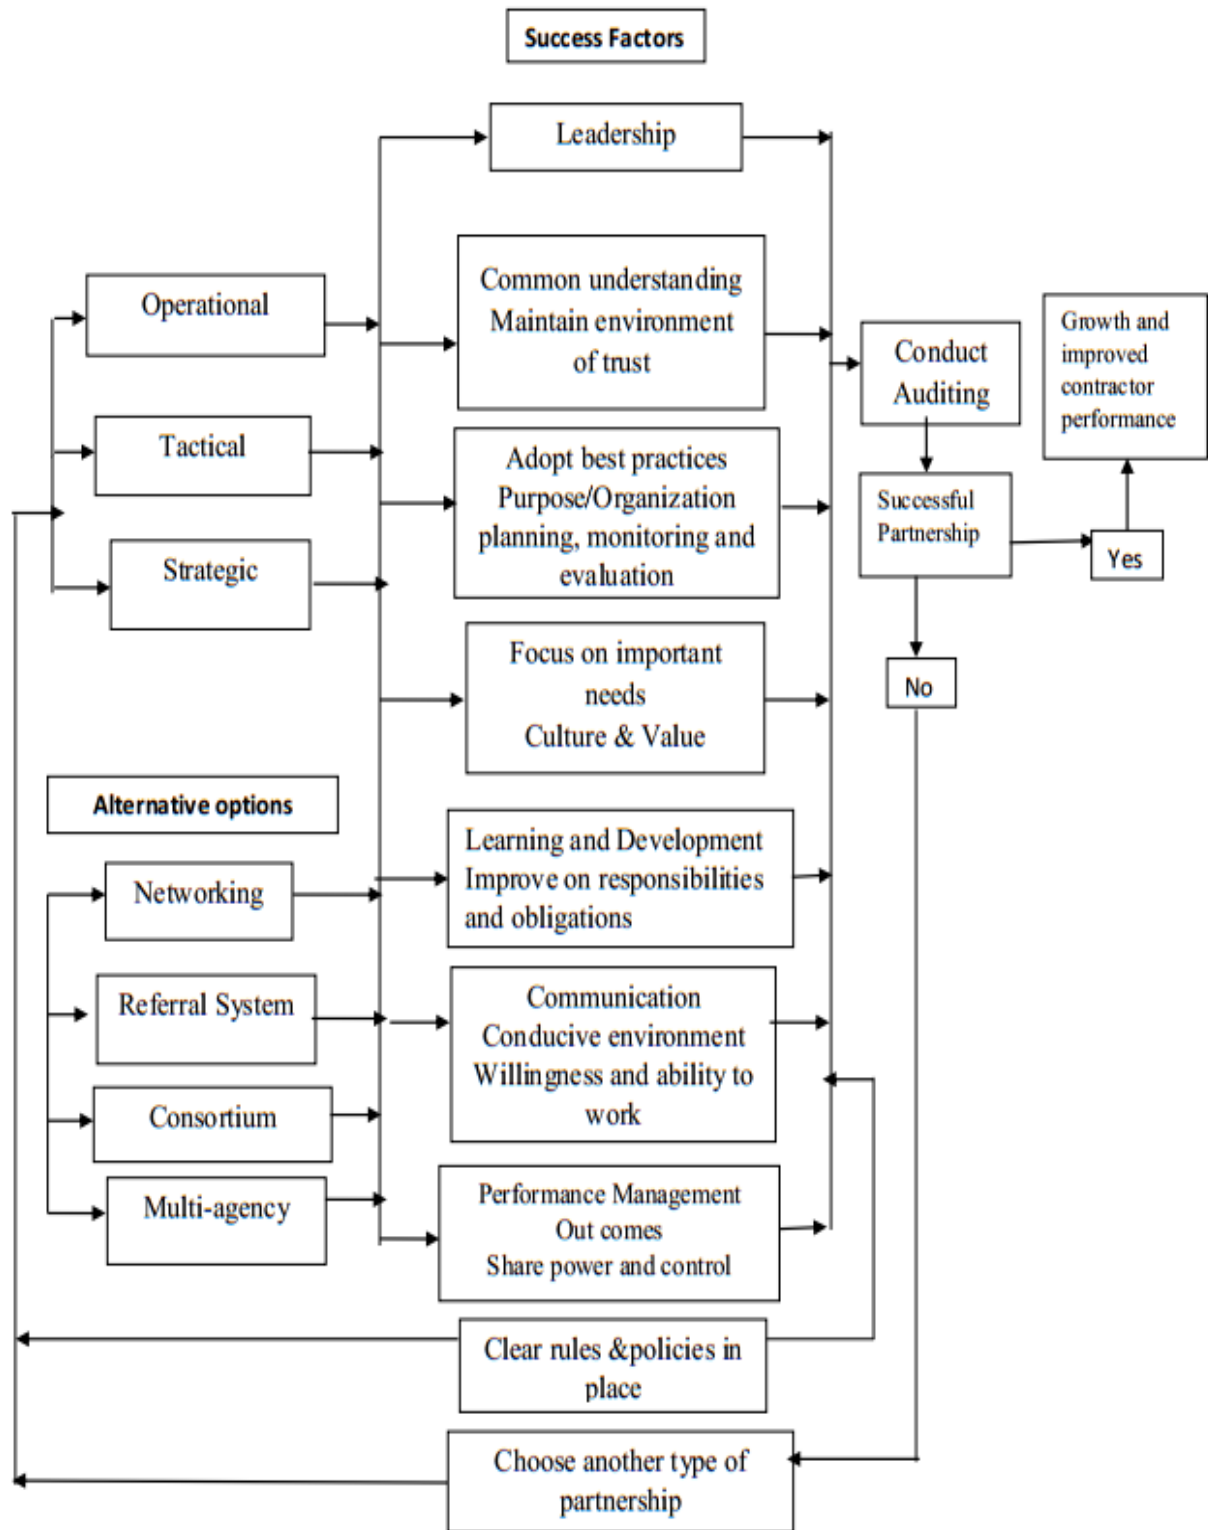 Success Factors
Leadership
Common understanding
Maintain environment
of trust
Adopt best practices
Purpose/Organization
planning, monitoring and
evaluation
Focus on important
needs
Culture & Value
Learning and Development
Improve on responsibilities
and obligations
Communication
Conducive environment
Willingness and ability to
work
Performance Management
Out comes
Share power and control
Clear rules &policies in
place
Choose another type of
partnership
Operational
Tactical
Strategic
Alternative options
Networking
Referral System
Consortium
Multi-agency
Conduct
Auditing
Successful
Partnership
Yes
No
Growth and
improved
contractor
performance